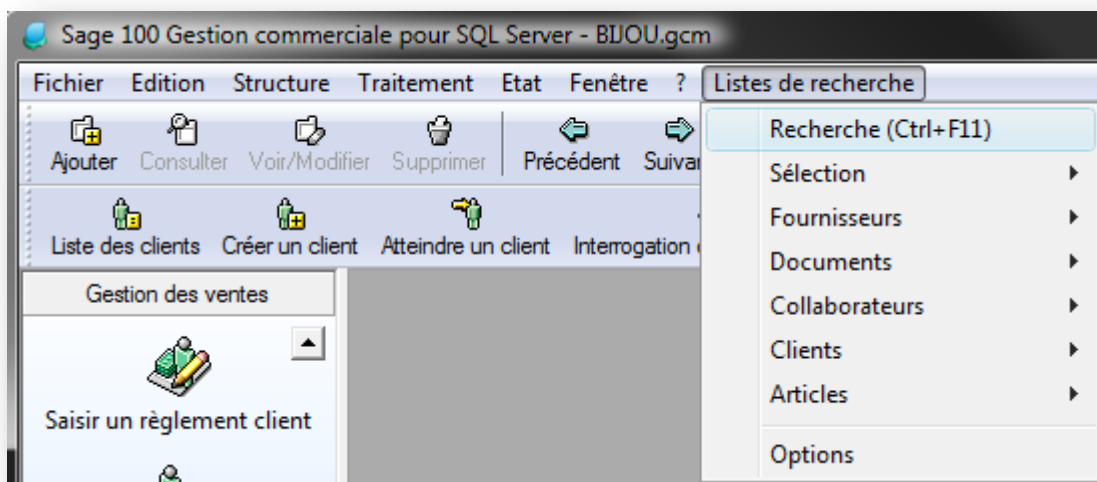 Sage 100 Gestion commerciale pour SQL Server - BIJOU.gcm
Fichier Edition Structure Traitement Etat Fenêtre ? Listes de recherche
Ajouter Consulter Voir/Modifier Supprimer Précédent
Recherche (Ctrl+F11)
Sélection
Fournisseurs
Documents
Collaborateurs
Clients
Articles
Options
Liste des clients Créer un client Atteindre un client Interrogation
Gestion des ventes
Saisir un règlement client